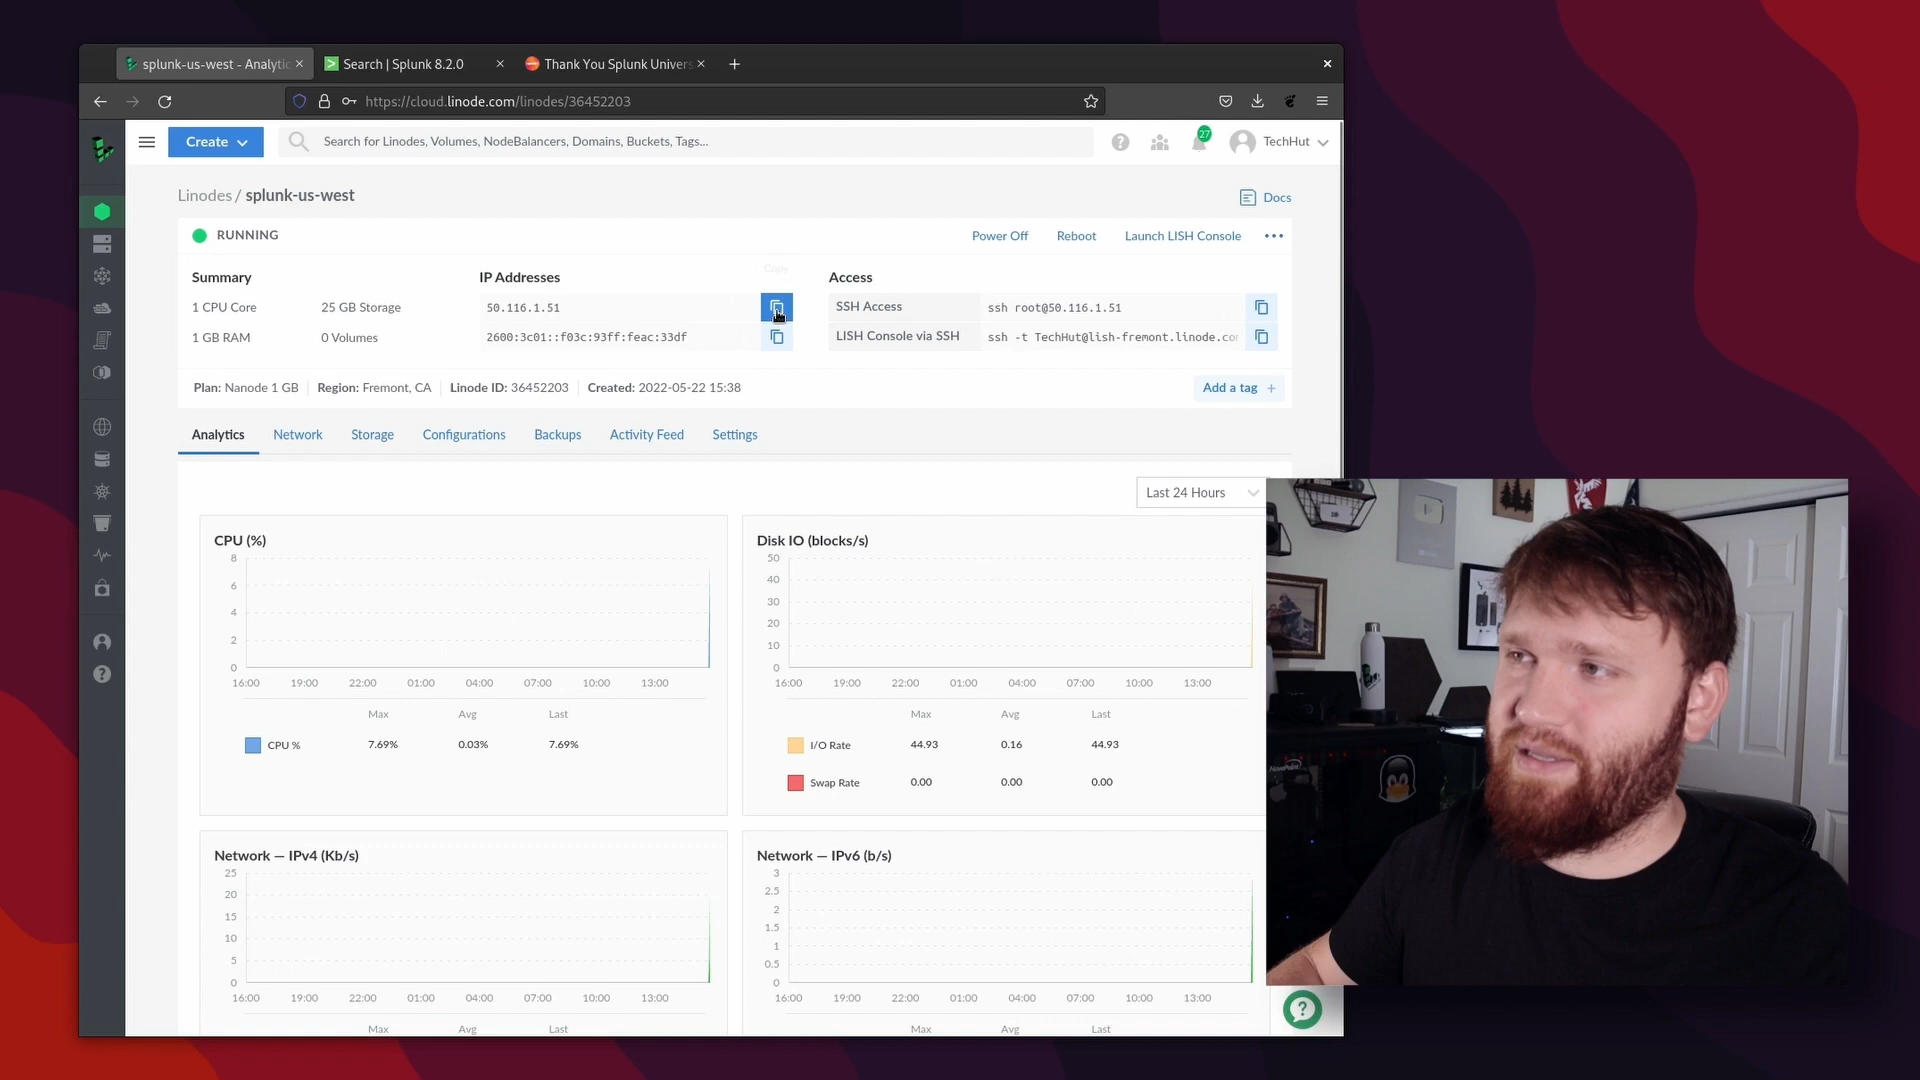 splunk-us-west - Analytic
Search | Splunk 8.2.0
Thank You Splunk Univers
https://cloud.linode.com/linodes/36452203
Create
Search for Linodes, Volumes, NodeBalancers, Domains, Buckets, Tags...
27
TechHut
Linodes / splunk-us-west
Docs
RUNNING
Power Off
Reboot
Launch LISH Console
Summary
IP Addresses
Copy
Access
1 CPU Core
25 GB Storage
50.116.1.51
SSH Access
ssh root@50.116.1.51
1 GB RAM
0 Volumes
2600:3c01::f03c:93ff:feac:33df
LISH Console via SSH
ssh -t TechHut@lish-fremont.linode.co
Plan: Nanode 1 GB
Region: Fremont, CA
Linode ID: 36452203
Created: 2022-05-22 15:38
Add a tag +
Analytics
Network
Storage
Configurations
Backups
Activity Feed
Settings
Last 24 Hours
CPU (%)
8
6
4
2
0
16:00 19:00 22:00 01:00 04:00 07:00 10:00 13:00
Max Avg Last
CPU % 7.69% 0.03% 7.69%
Disk IO (blocks/s)
50
40
30
20
10
0
16:00 19:00 22:00 01:00 04:00 07:00 10:00 13:00
Max Avg Last
I/O Rate 44.93 0.16 44.93
Swap Rate 0.00 0.00 0.00
Network — IPv4 (Kb/s)
25
20
15
10
5
0
16:00 19:00 22:00 01:00 04:00 07:00 10:00 13:00
Max Avg Last
Network — IPv6 (b/s)
3
2.5
2
1.5
1
0.5
0
16:00 19:00 22:00 01:00 04:00 07:00 10:00 13:00
Max Avg Last